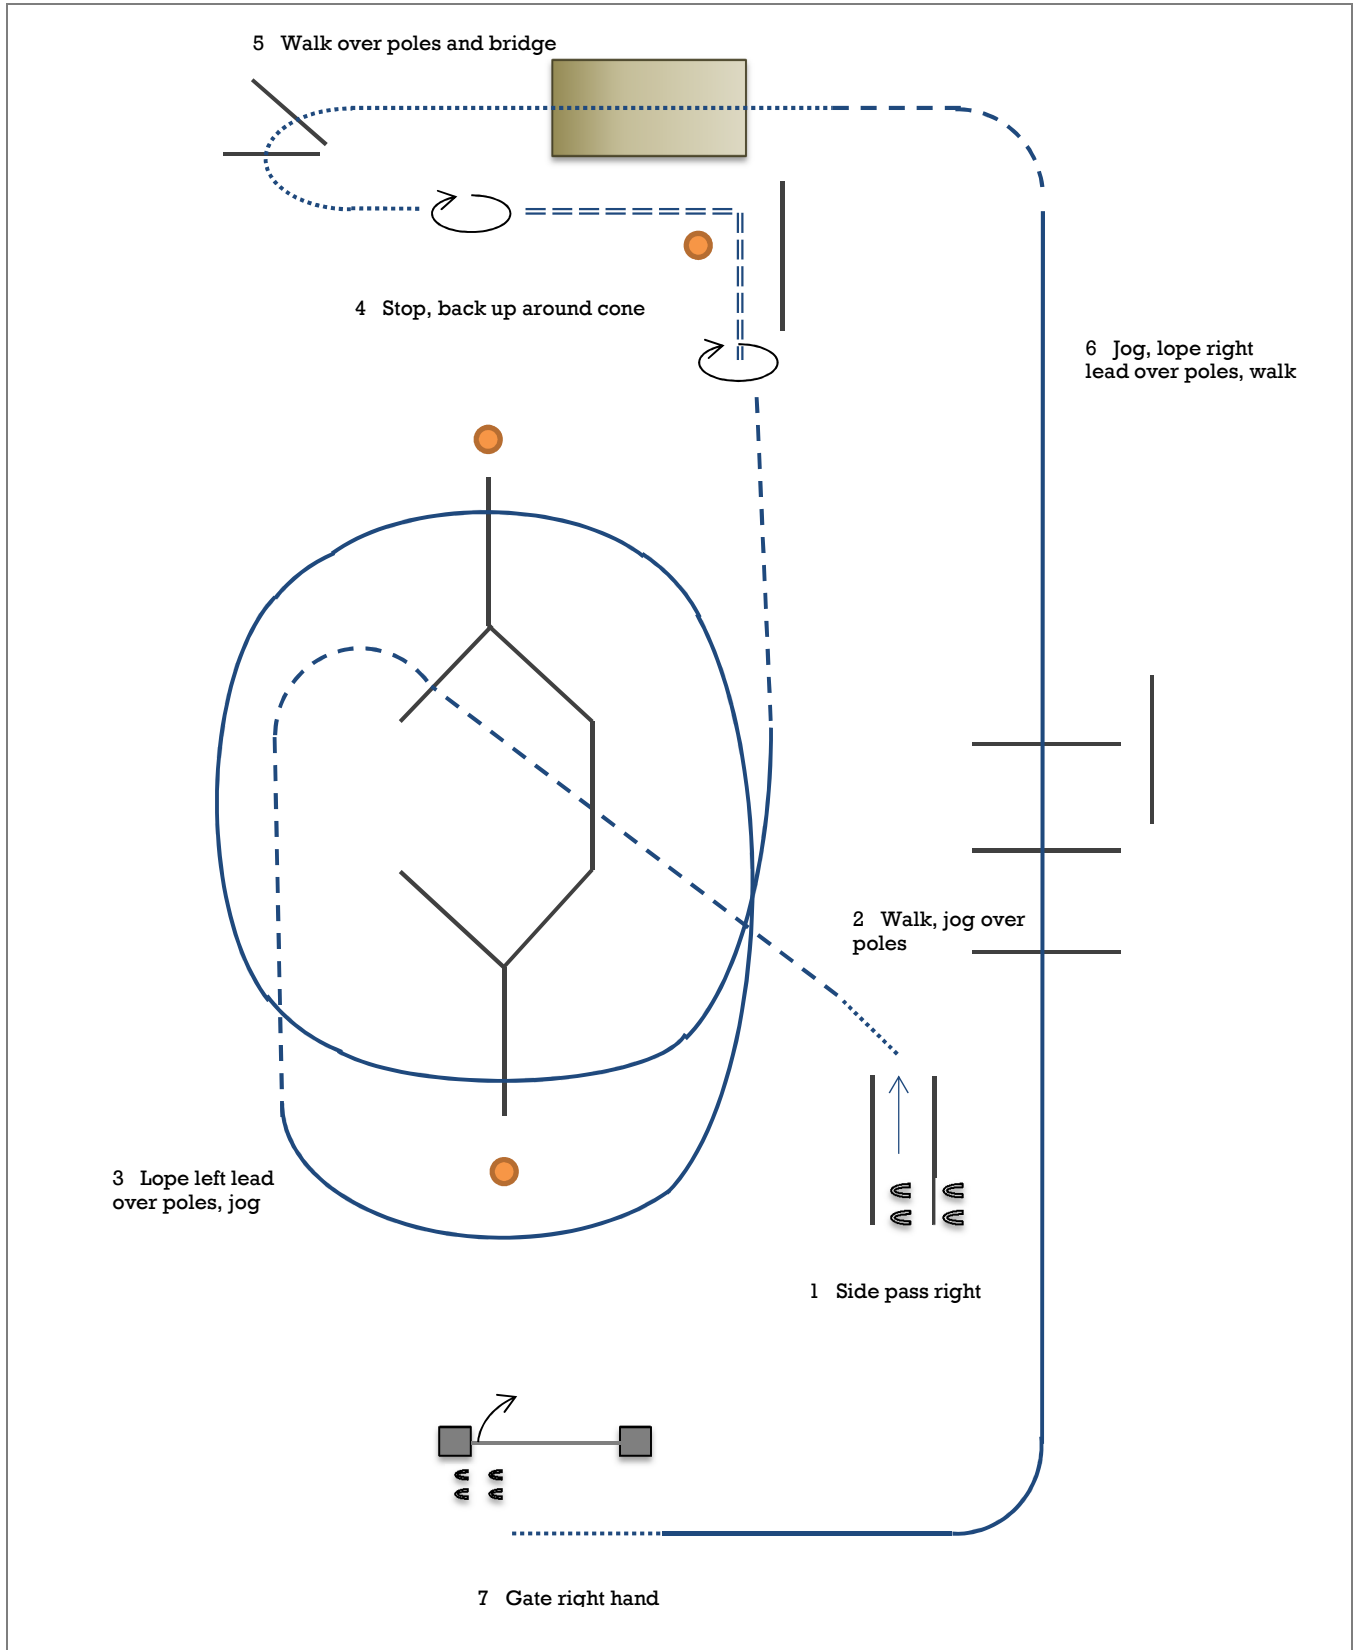 5 Walk over poles and bridge
4 Stop, back up around cone
6 Jog, lope right
lead over poles, walk
2 Walk, jog over
poles
3 Lope left lead
over poles, jog
1 Side pass right
7 Gate right hand